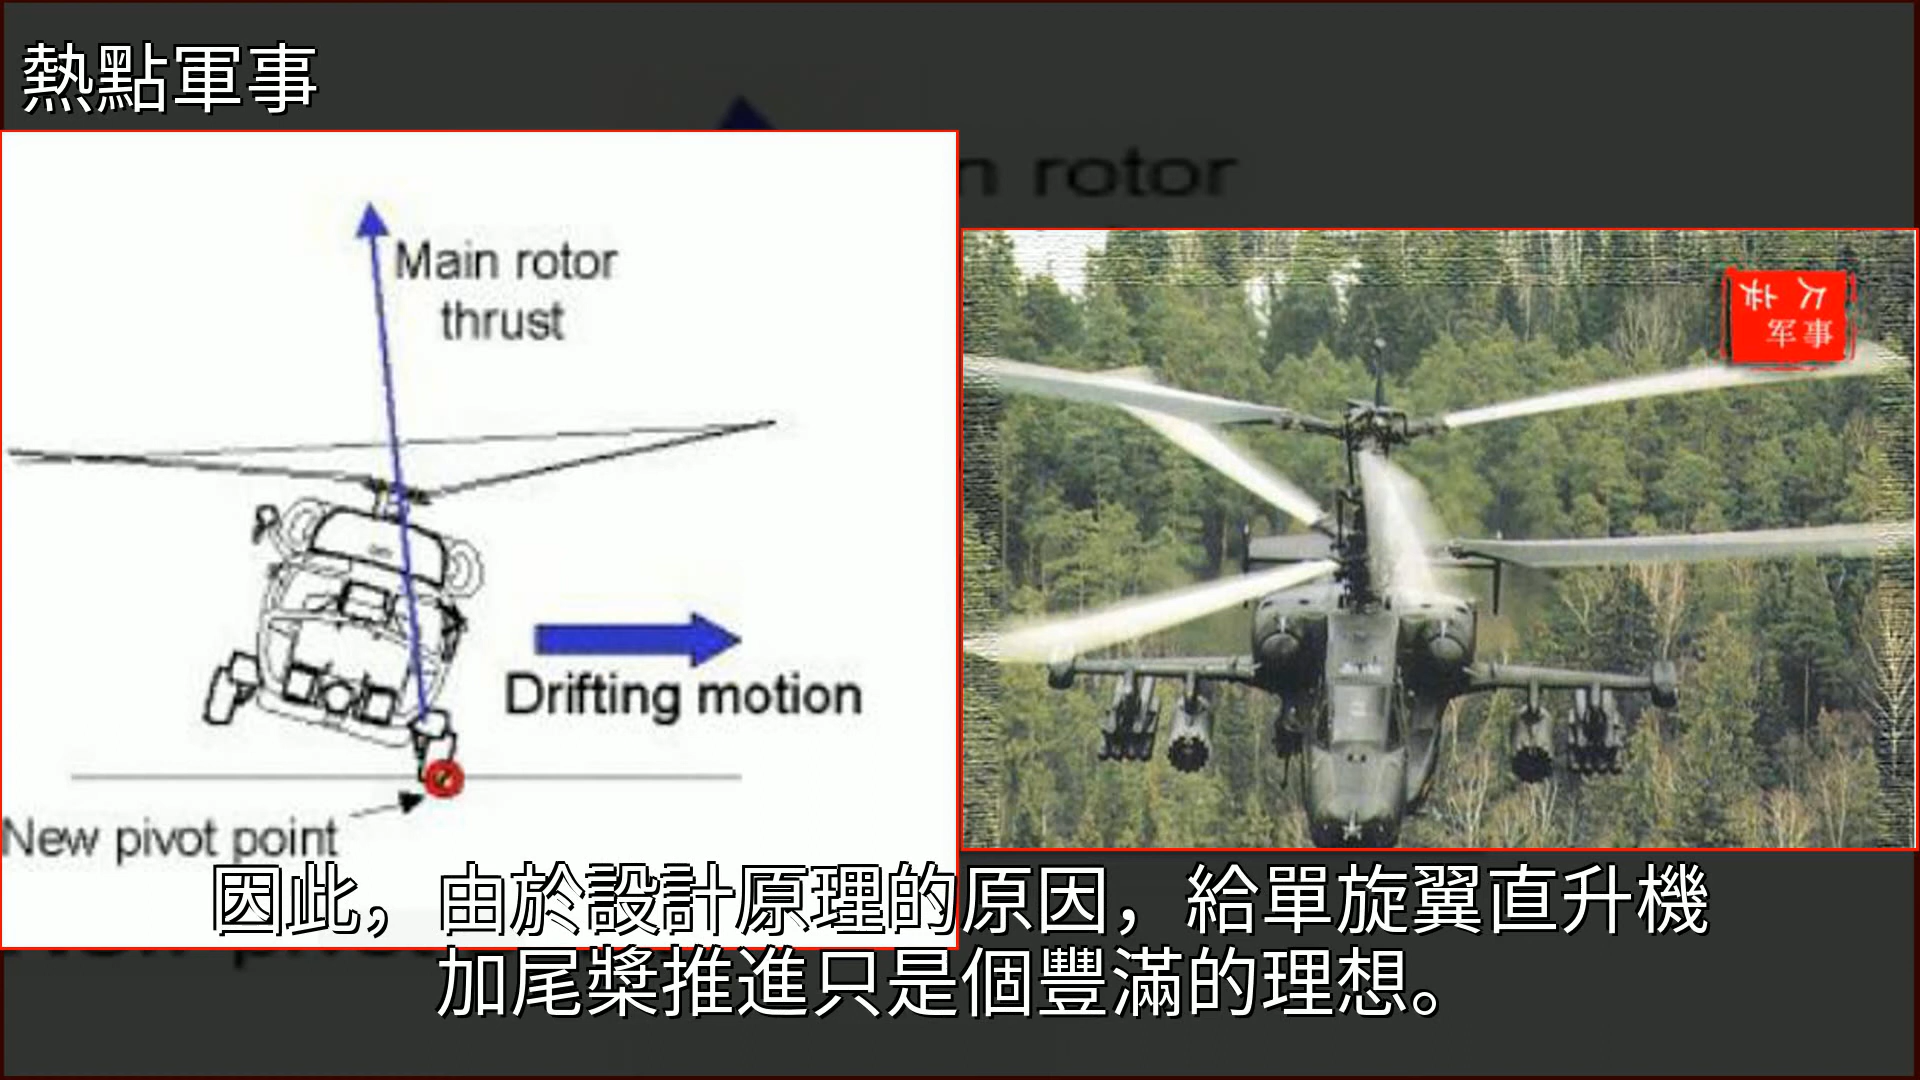 熱點軍事
n rotor
Main rotor
thrust
Drifting motion
New pivot point
军事
因此，由於設計原理的原因，給單旋翼直升機
加尾槳推進只是個豐滿的理想。